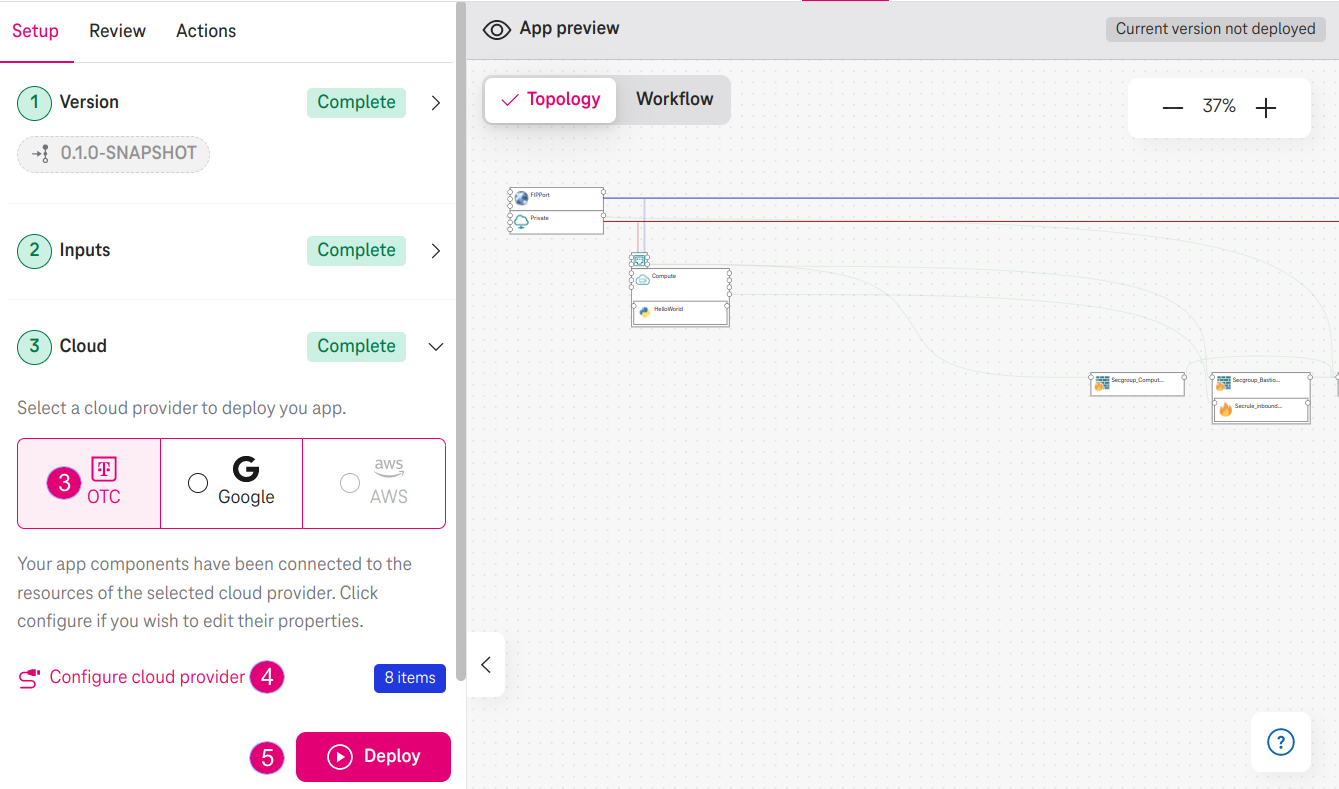 Setup Review Actions
1 Version Complete
0.1.0-SNAPSHOT
2 Inputs Complete
3 Cloud Complete
Select a cloud provider to deploy you app.
3 T OTC
G Google
aws AWS
Your app components have been connected to the
resources of the selected cloud provider. Click
configure if you wish to edit their properties.
Configure cloud provider 4 8 items
5 Deploy
App preview Current version not deployed
Topology Workflow
37%
FIPPort
Private
Compute
HelloWorld
Secgroup_Comput...
Secgroup_Bastio...
Secrule_inbound...
?